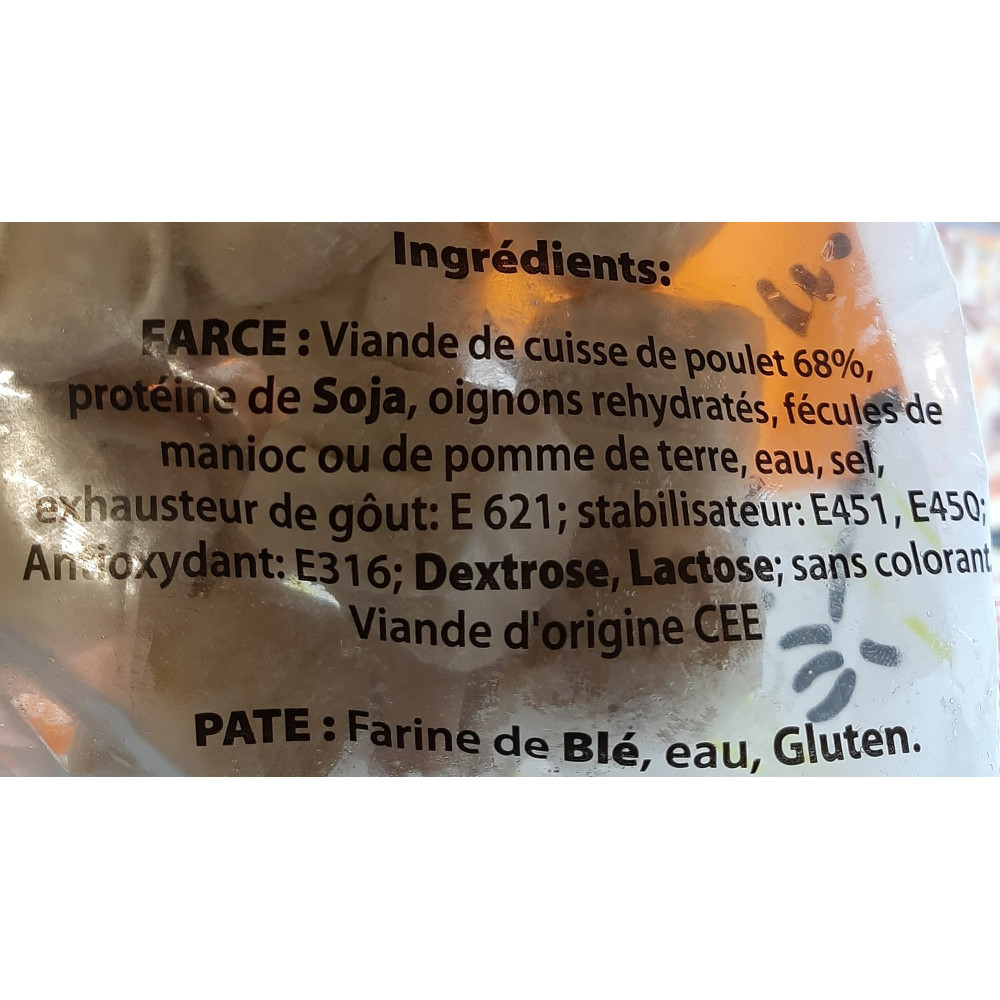 Ingrédients:
FARCE : Viande de cuisse de poulet 68%,
protéine de Soja, oignons rehydratés, fécules de
manioc ou de pomme de terre, eau, sel,
exhausteur de gôut: E 621; stabilisateur: E451, E450;
Antioxydant: E316; Dextrose, Lactose; sans colorant
Viande d'origine CEE
PATE : Farine de Blé, eau, Gluten.